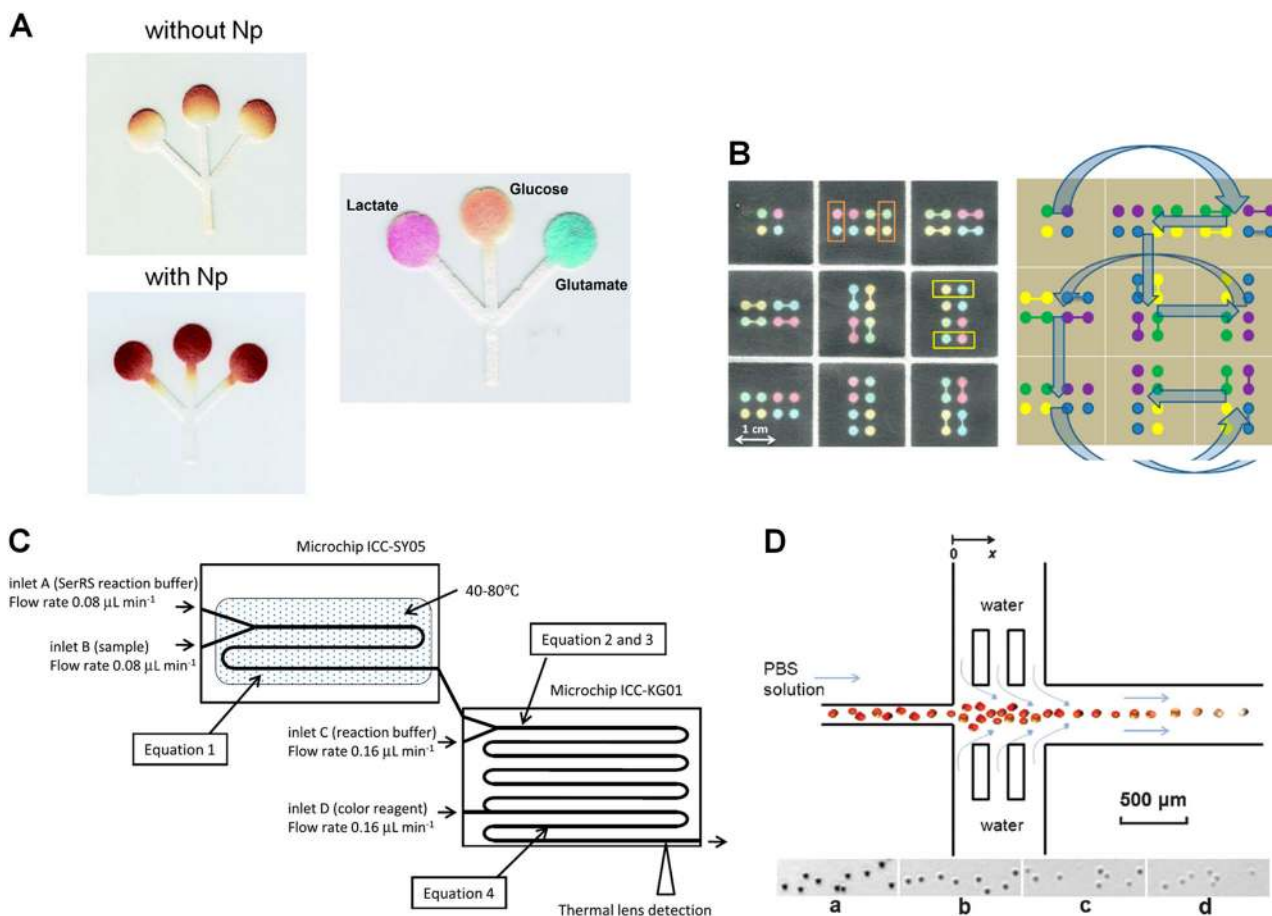 A
without Np
with Np
Lactate
Glucose
Glutamate
B
1 cm
C
Microchip ICC-SY05
inlet A (SerRS reaction buffer)
Flow rate 0.08 µL min⁻¹
40-80℃
inlet B (sample)
Flow rate 0.08 µL min⁻¹
Equation 2 and 3
Microchip ICC-KG01
Equation 1
inlet C (reaction buffer)
Flow rate 0.16 µL min⁻¹
inlet D (color reagent)
Flow rate 0.16 µL min⁻¹
Equation 4
Thermal lens detection
D
0 x
water
PBS
solution
500 µm
water
a b c d